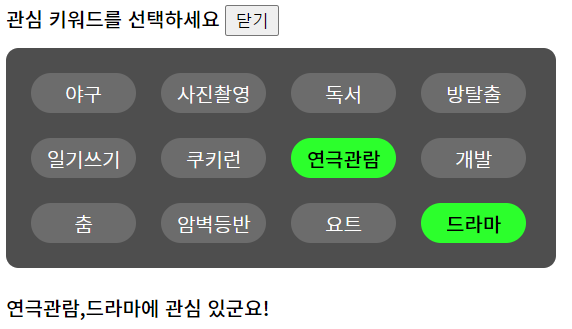 관심 키워드를 선택하세요 닫기
야구 사진촬영 독서 방탈출
일기쓰기 쿠키런 연극관람 개발
춤 암벽등반 요트 드라마
연극관람,드라마에 관심 있군요!